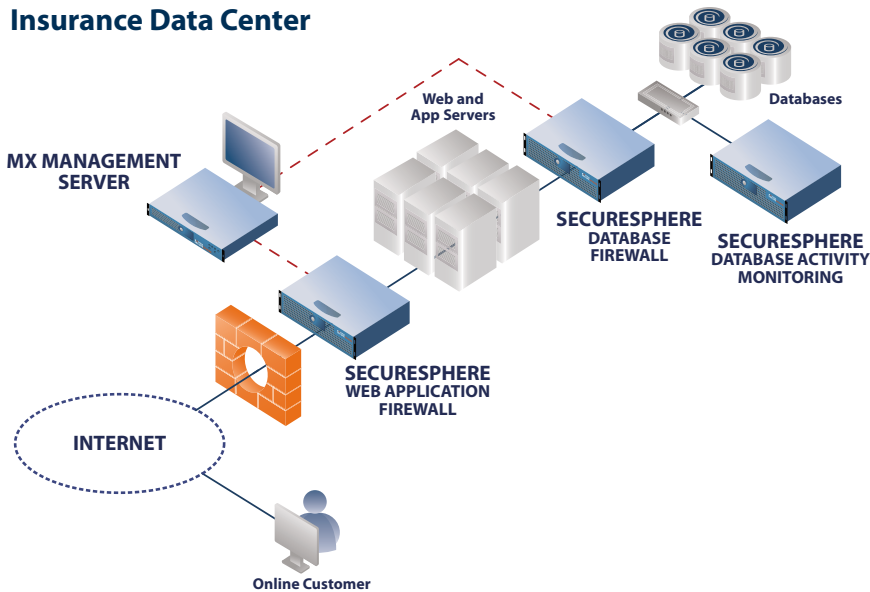 Insurance Data Center
Databases
Web and
App Servers
MX MANAGEMENT
SERVER
SECURESPHERE
DATABASE
FIREWALL
SECURESPHERE
DATABASE ACTIVITY
MONITORING
SECURESPHERE
WEB APPLICATION
FIREWALL
INTERNET
Online Customer